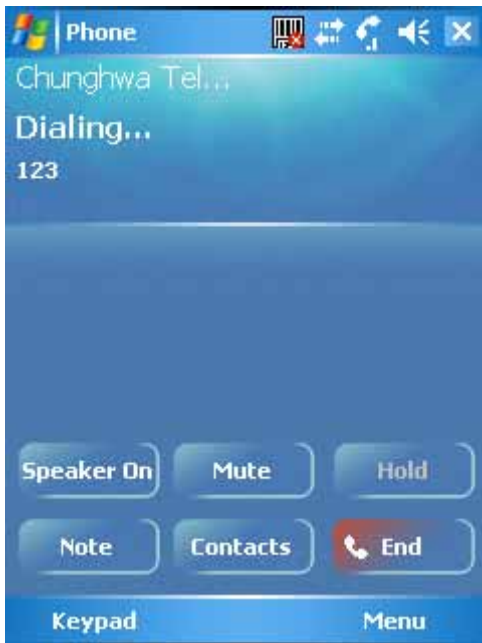 Phone
Chunghwa Tel...
Dialing...
123
Speaker On Mute Hold
Note Contacts End
Keypad Menu